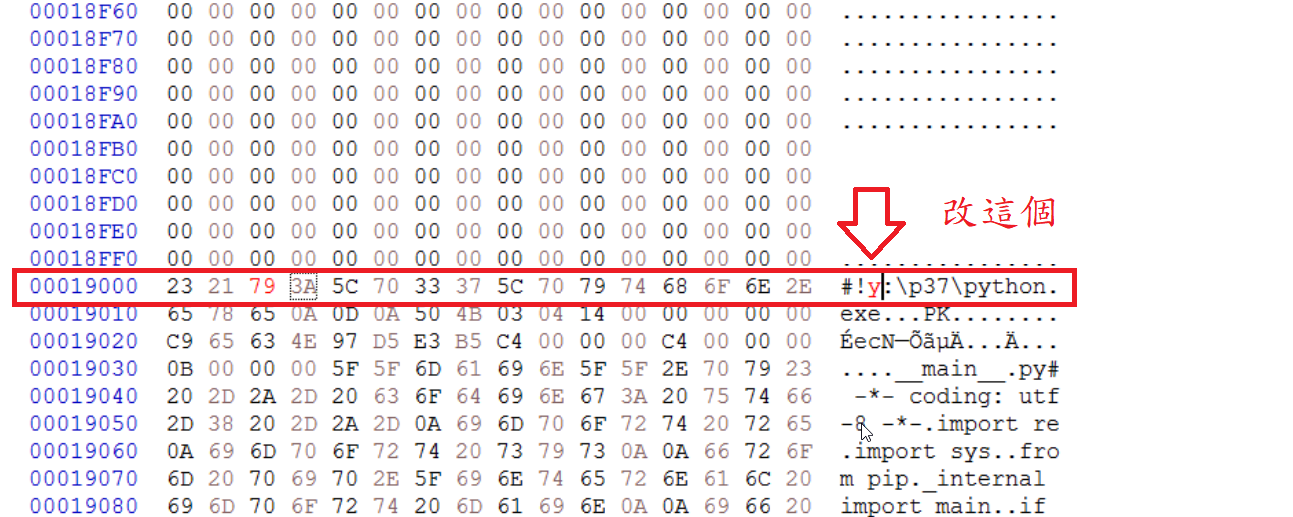 00018F60 00 00 00 00 00 00 00 00 00 00 00 00 00 00 00 00 ................
00018F70 00 00 00 00 00 00 00 00 00 00 00 00 00 00 00 00 ................
00018F80 00 00 00 00 00 00 00 00 00 00 00 00 00 00 00 00 ................
00018F90 00 00 00 00 00 00 00 00 00 00 00 00 00 00 00 00 ................
00018FA0 00 00 00 00 00 00 00 00 00 00 00 00 00 00 00 00 ................
00018FB0 00 00 00 00 00 00 00 00 00 00 00 00 00 00 00 00
00018FC0 00 00 00 00 00 00 00 00 00 00 00 00 00 00 00 00
00018FD0 00 00 00 00 00 00 00 00 00 00 00 00 00 00 00 00
改這個
00018FE0 00 00 00 00 00 00 00 00 00 00 00 00 00 00 00 00
00018FF0 00 00 00 00 00 00 00 00 00 00 00 00 00 00 00 00 ................
00019000 23 21 79 3A 5C 70 33 37 5C 70 79 74 68 6F 6E 2E #!y:\p37\python.
00019010 65 78 65 0A 0D 0A 50 4B 03 04 14 00 00 00 00 00 exe...PK........
00019020 C9 65 63 4E 97 D5 E3 B5 C4 00 00 00 C4 00 00 00 ÉecN—ÕãµÄ...Ä...
00019030 0B 00 00 00 5F 5F 6D 61 69 6E 5F 5F 2E 70 79 23 ....__main__.py#
00019040 20 2D 2A 2D 20 63 6F 64 69 6E 67 3A 20 75 74 66 -*- coding: utf
00019050 2D 38 20 2D 2A 2D 0A 69 6D 70 6F 72 74 20 72 65 -8 -*-.import re
00019060 0A 69 6D 70 6F 72 74 20 73 79 73 0A 0A 66 72 6F .import sys..fro
00019070 6D 20 70 69 70 2E 5F 69 6E 74 65 72 6E 61 6C 20 m pip._internal
00019080 69 6D 70 6F 72 74 20 6D 61 69 6E 0A 0A 69 66 20 import main..if